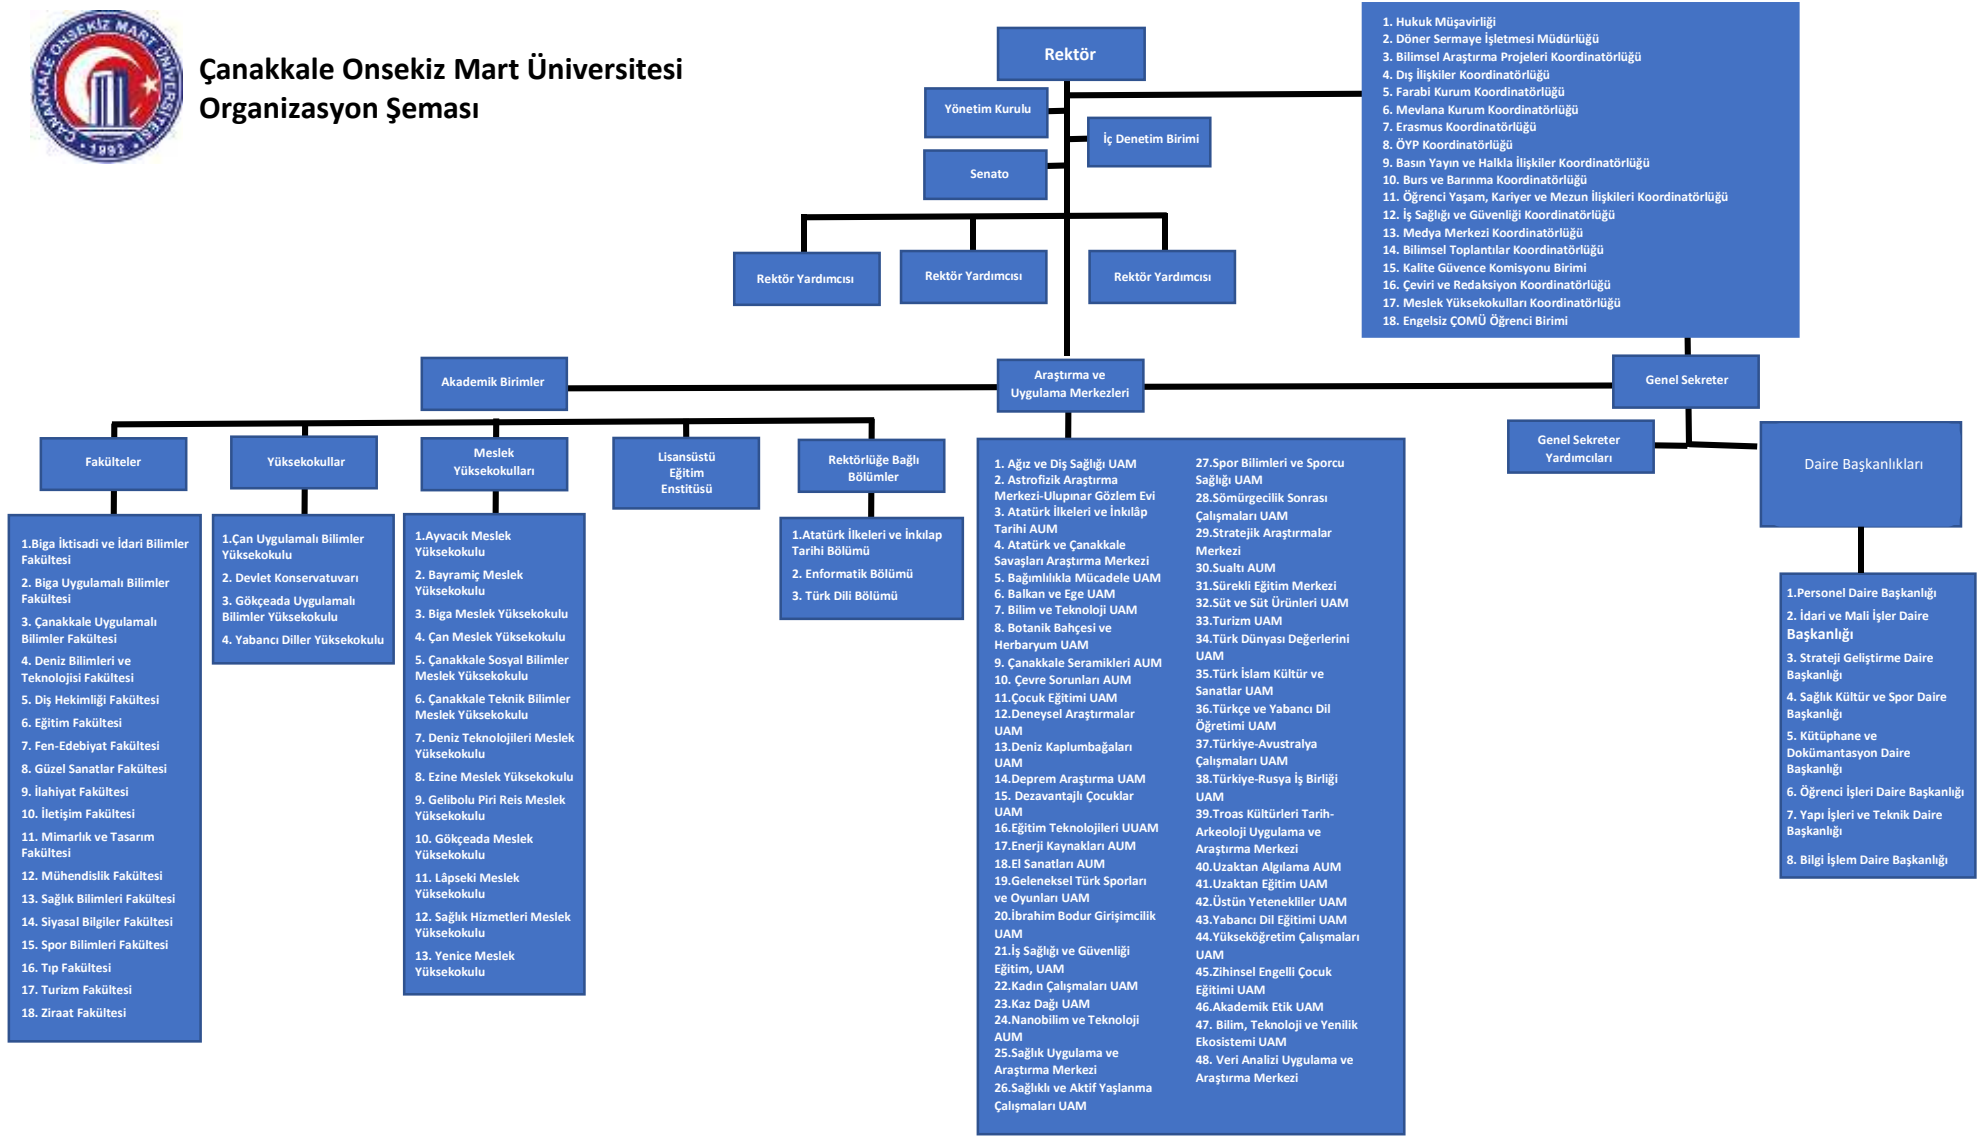 ÇANAKKALE ONSEKİZ MART ÜNİVERSİTESİ
• 1992 •
Çanakkale Onsekiz Mart Üniversitesi
Organizasyon Şeması
Rektör
Yönetim Kurulu
İç Denetim Birimi
Senato
1. Hukuk Müşavirliği
2. Döner Sermaye İşletmesi Müdürlüğü
3. Bilimsel Araştırma Projeleri Koordinatörlüğü
4. Dış İlişkiler Koordinatörlüğü
5. Farabi Kurum Koordinatörlüğü
6. Mevlana Kurum Koordinatörlüğü
7. Erasmus Koordinatörlüğü
8. ÖYP Koordinatörlüğü
9. Basın Yayın ve Halkla İlişkiler Koordinatörlüğü
10. Burs ve Barınma Koordinatörlüğü
11. Öğrenci Yaşam, Kariyer ve Mezun İlişkileri Koordinatörlüğü
12. İş Sağlığı ve Güvenliği Koordinatörlüğü
13. Medya Merkezi Koordinatörlüğü
14. Bilimsel Toplantılar Koordinatörlüğü
15. Kalite Güvence Komisyonu Birimi
16. Çeviri ve Redaksiyon Koordinatörlüğü
17. Meslek Yüksekokulları Koordinatörlüğü
18. Engelsiz ÇOMÜ Öğrenci Birimi
Rektör Yardımcısı
Rektör Yardımcısı
Rektör Yardımcısı
Akademik Birimler
Araştırma ve
Uygulama Merkezleri
Genel Sekreter
Fakülteler
Yüksekokullar
Meslek
Yüksekokulları
Lisansüstü
Eğitim
Enstitüsü
Rektörlüğe Bağlı
Bölümler
Genel Sekreter
Yardımcıları
Daire Başkanlıkları
1.Biga İktisadi ve İdari Bilimler
Fakültesi
2. Biga Uygulamalı Bilimler
Fakültesi
3. Çanakkale Uygulamalı
Bilimler Fakültesi
4. Deniz Bilimleri ve
Teknolojisi Fakültesi
5. Diş Hekimliği Fakültesi
6. Eğitim Fakültesi
7. Fen-Edebiyat Fakültesi
8. Güzel Sanatlar Fakültesi
9. İlahiyat Fakültesi
10. İletişim Fakültesi
11. Mimarlık ve Tasarım
Fakültesi
12. Mühendislik Fakültesi
13. Sağlık Bilimleri Fakültesi
14. Siyasal Bilgiler Fakültesi
15. Spor Bilimleri Fakültesi
16. Tıp Fakültesi
17. Turizm Fakültesi
18. Ziraat Fakültesi
1.Çan Uygulamalı Bilimler
Yüksekokulu
2. Devlet Konservatuvarı
3. Gökçeada Uygulamalı
Bilimler Yüksekokulu
4. Yabancı Diller Yüksekokulu
1.Ayvacık Meslek
Yüksekokulu
2. Bayramiç Meslek
Yüksekokulu
3. Biga Meslek Yüksekokulu
4. Çan Meslek Yüksekokulu
5. Çanakkale Sosyal Bilimler
Meslek Yüksekokulu
6. Çanakkale Teknik Bilimler
Meslek Yüksekokulu
7. Deniz Teknolojileri Meslek
Yüksekokulu
8. Ezine Meslek Yüksekokulu
9. Gelibolu Piri Reis Meslek
Yüksekokulu
10. Gökçeada Meslek
Yüksekokulu
11. Lâpseki Meslek
Yüksekokulu
12. Sağlık Hizmetleri Meslek
Yüksekokulu
13. Yenice Meslek
Yüksekokulu
1.Atatürk İlkeleri ve İnkılap
Tarihi Bölümü
2. Enformatik Bölümü
3. Türk Dili Bölümü
1. Ağız ve Diş Sağlığı UAM
2. Astrofizik Araştırma
Merkezi-Ulupınar Gözlem Evi
3. Atatürk İlkeleri ve İnkılâp
Tarihi AUM
4. Atatürk ve Çanakkale
Savaşları Araştırma Merkezi
5. Bağımlılıkla Mücadele UAM
6. Balkan ve Ege UAM
7. Bilim ve Teknoloji UAM
8. Botanik Bahçesi ve
Herbaryum UAM
9. Çanakkale Seramikleri AUM
10. Çevre Sorunları AUM
11.Çocuk Eğitimi UAM
12.Deneysel Araştırmalar
UAM
13.Deniz Kaplumbağaları
UAM
14.Deprem Araştırma UAM
15. Dezavantajlı Çocuklar
UAM
16.Eğitim Teknolojileri UUAM
17.Enerji Kaynakları AUM
18.El Sanatları AUM
19.Geleneksel Türk Sporları
ve Oyunları UAM
20.İbrahim Bodur Girişimcilik
UAM
21.İş Sağlığı ve Güvenliği
Eğitim, UAM
22.Kadın Çalışmaları UAM
23.Kaz Dağı UAM
24.Nanobilim ve Teknoloji
AUM
25.Sağlık Uygulama ve
Araştırma Merkezi
26.Sağlıklı ve Aktif Yaşlanma
Çalışmaları UAM
27.Spor Bilimleri ve Sporcu
Sağlığı UAM
28.Sömürgecilik Sonrası
Çalışmaları UAM
29.Stratejik Araştırmalar
Merkezi
30.Sualtı AUM
31.Sürekli Eğitim Merkezi
32.Süt ve Süt Ürünleri UAM
33.Turizm UAM
34.Türk Dünyası Değerlerini
UAM
35.Türk İslam Kültür ve
Sanatlar UAM
36.Türkçe ve Yabancı Dil
Öğretimi UAM
37.Türkiye-Avustralya
Çalışmaları UAM
38.Türkiye-Rusya İş Birliği
UAM
39.Troas Kültürleri Tarih-
Arkeoloji Uygulama ve
Araştırma Merkezi
40.Uzaktan Algılama AUM
41.Uzaktan Eğitim UAM
42.Üstün Yetenekliler UAM
43.Yabancı Dil Eğitimi UAM
44.Yükseköğretim Çalışmaları
UAM
45.Zihinsel Engelli Çocuk
Eğitimi UAM
46.Akademik Etik UAM
47. Bilim, Teknoloji ve Yenilik
Ekosistemi UAM
48. Veri Analizi Uygulama ve
Araştırma Merkezi
1.Personel Daire Başkanlığı
2. İdari ve Mali İşler Daire
Başkanlığı
3. Strateji Geliştirme Daire
Başkanlığı
4. Sağlık Kültür ve Spor Daire
Başkanlığı
5. Kütüphane ve
Dokümantasyon Daire
Başkanlığı
6. Öğrenci İşleri Daire Başkanlığı
7. Yapı İşleri ve Teknik Daire
Başkanlığı
8. Bilgi İşlem Daire Başkanlığı